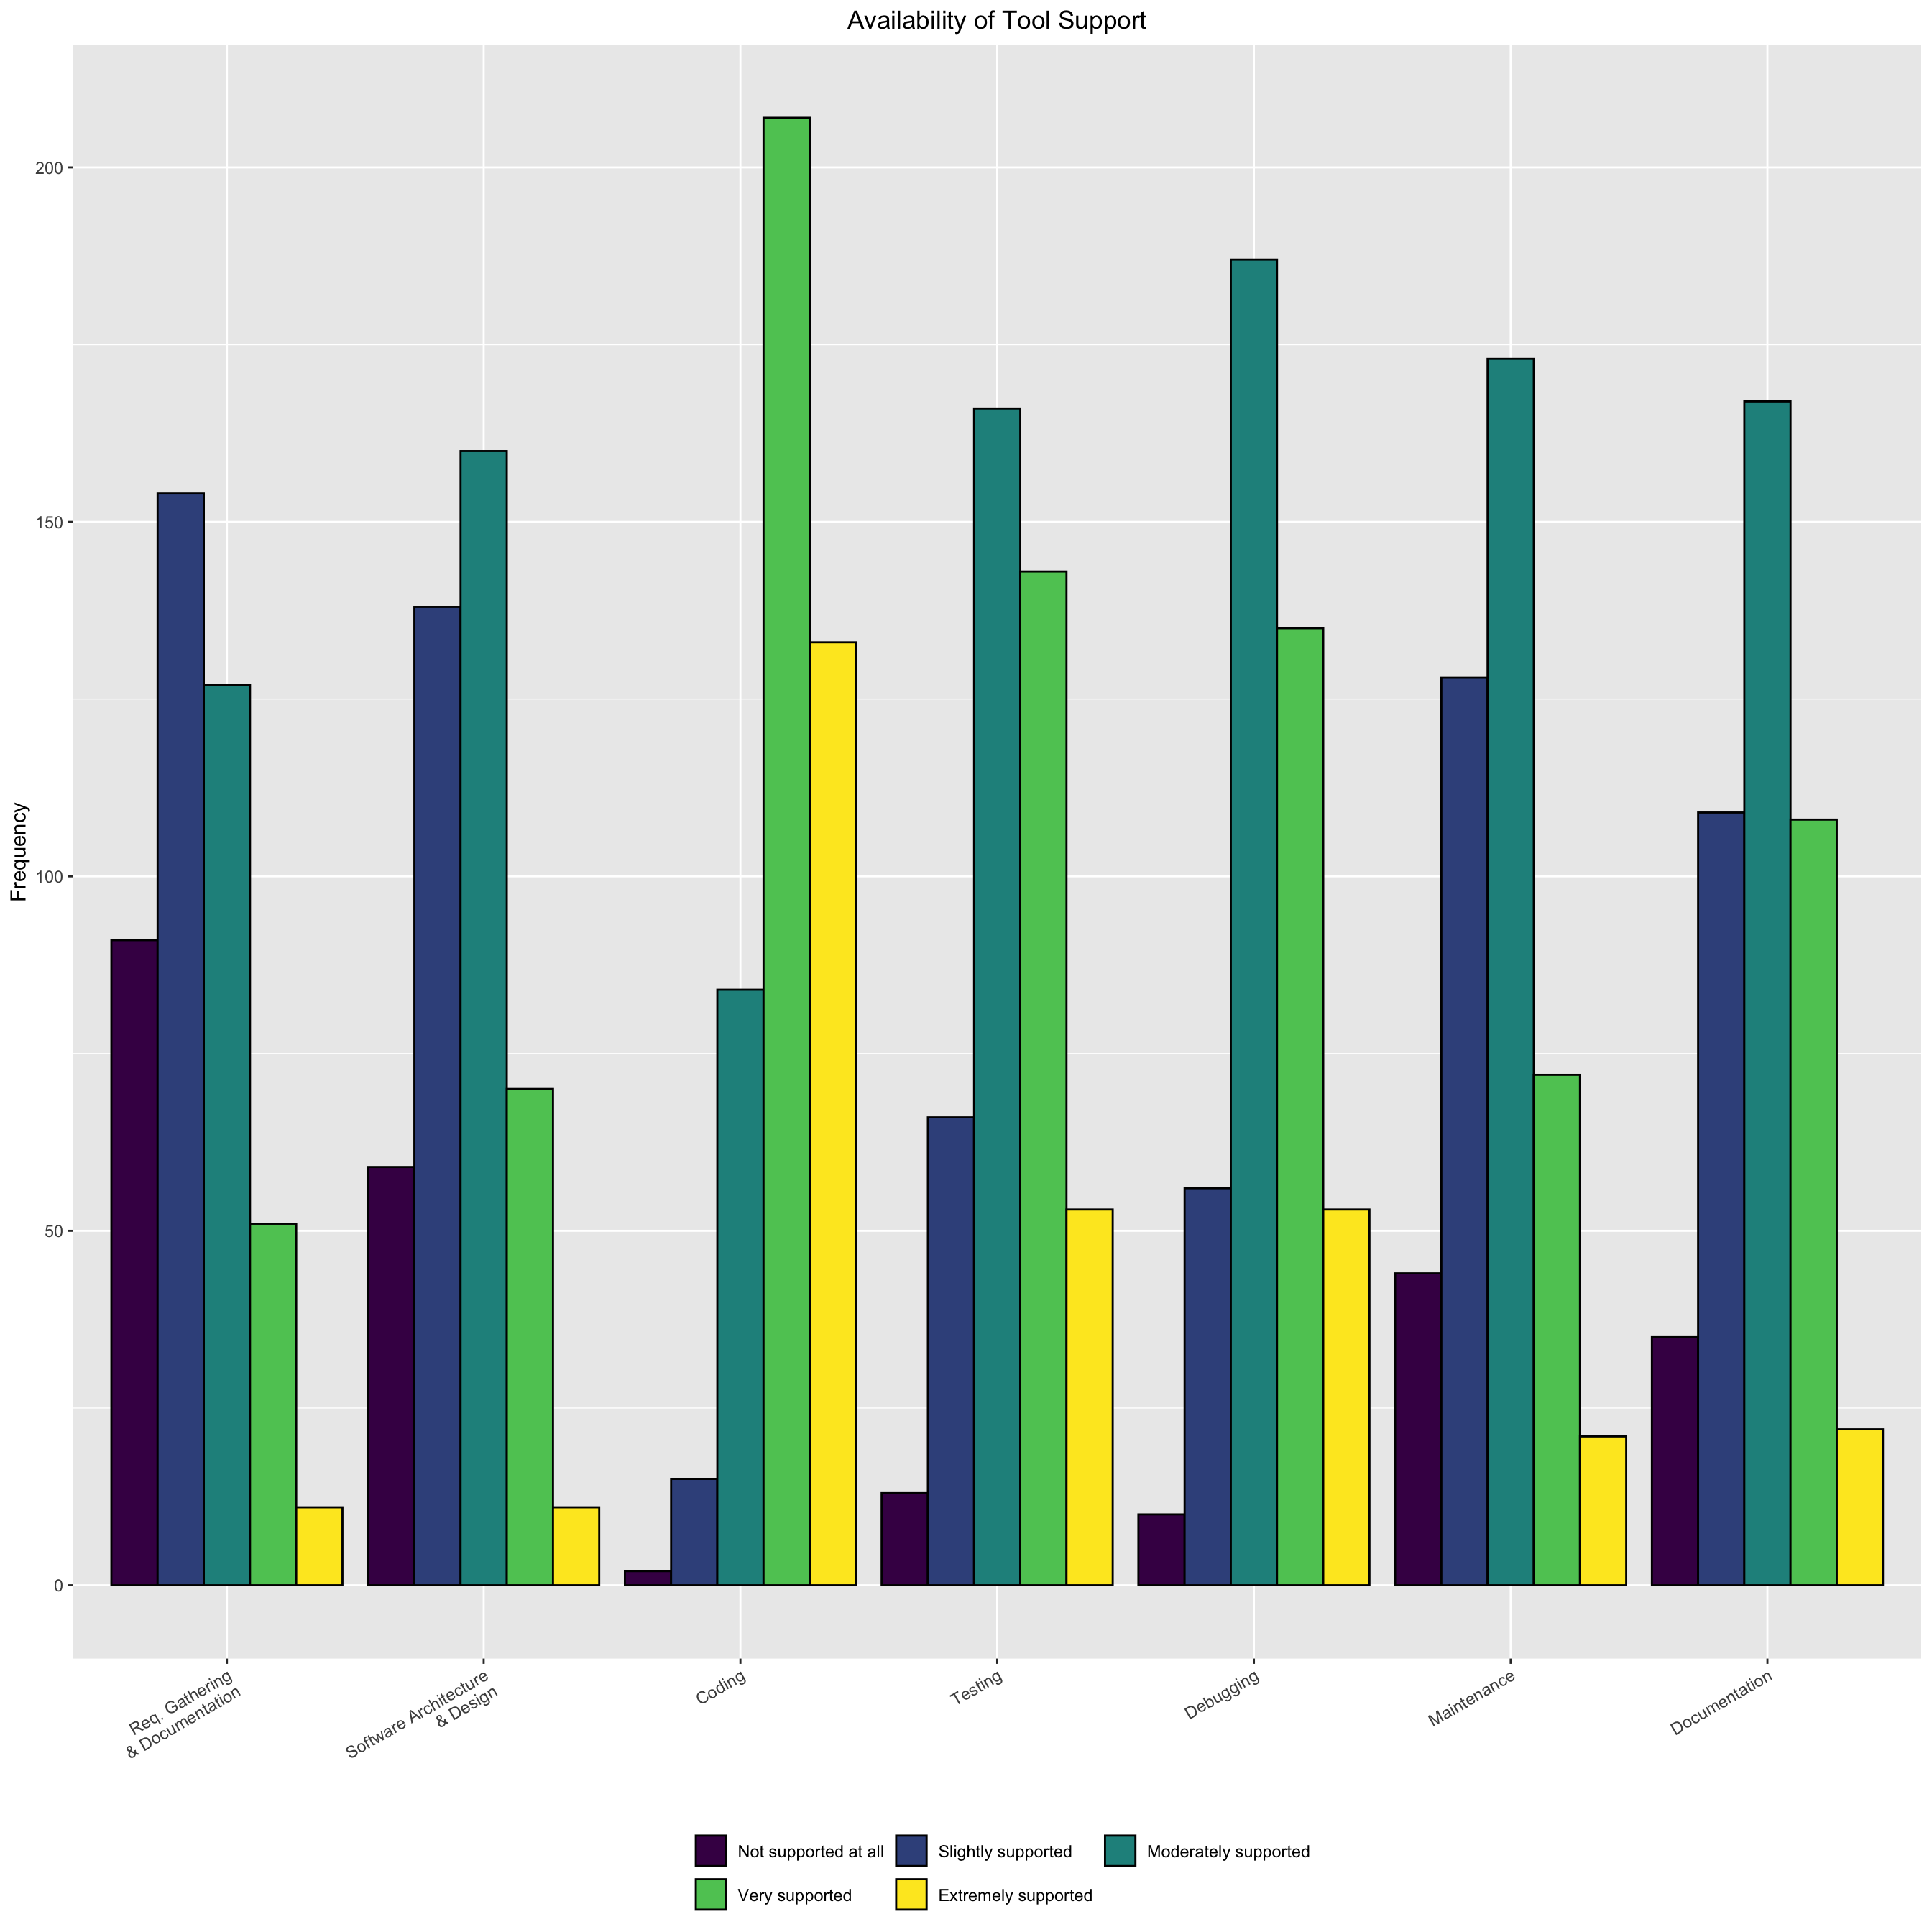 Availability of Tool Support
Frequency
200
150
100
50
0
Req. Gathering
& Documentation
Software Architecture
& Design
Coding
Testing
Debugging
Maintenance
Documentation
Not supported at all
Slightly supported
Moderately supported
Very supported
Extremely supported